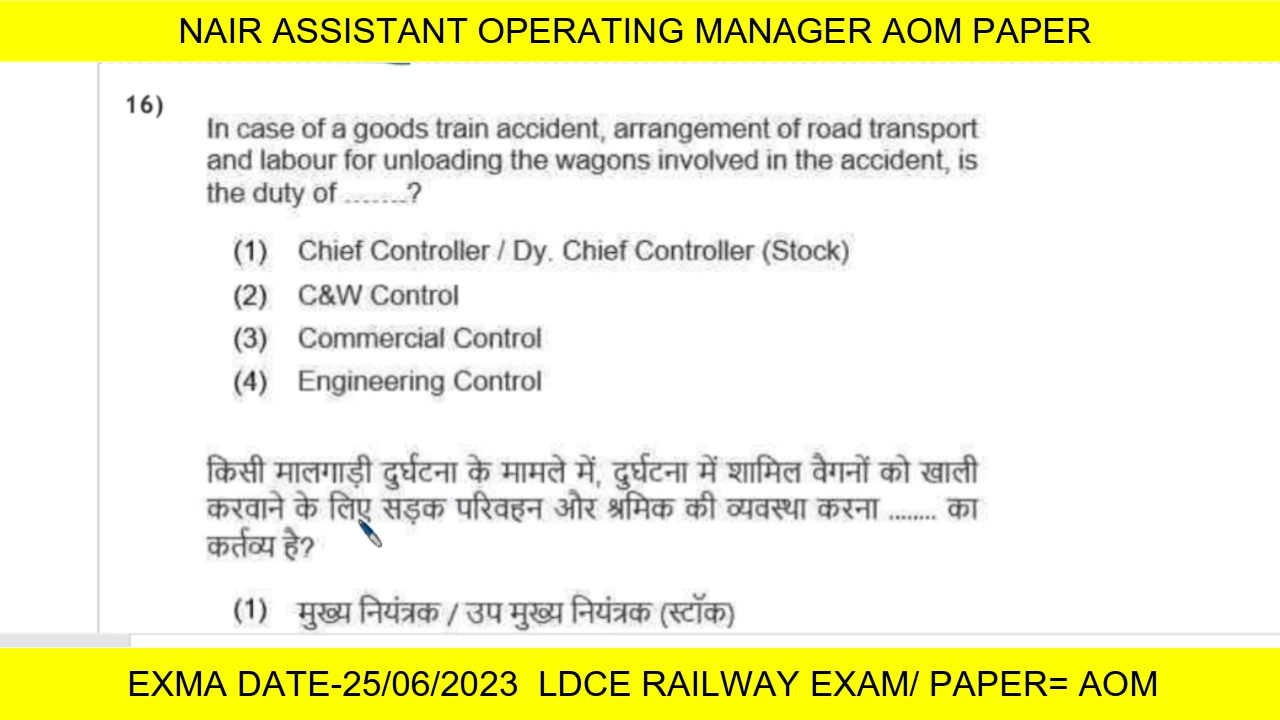 NAIR ASSISTANT OPERATING MANAGER AOM PAPER
16)
In case of a goods train accident, arrangement of road transport
and labour for unloading the wagons involved in the accident, is
the duty of .......?
(1) Chief Controller / Dy. Chief Controller (Stock)
(2) C&W Control
(3) Commercial Control
(4) Engineering Control
किसी मालगाड़ी दुर्घटना के मामले में, दुर्घटना में शामिल वैगनों को खाली
करवाने के लिए सड़क परिवहन और श्रमिक की व्यवस्था करना ........ का
कर्तव्य है?
(1) मुख्य नियंत्रक / उप मुख्य नियंत्रक (स्टॉक)
EXMA DATE-25/06/2023 LDCE RAILWAY EXAM/ PAPER= AOM